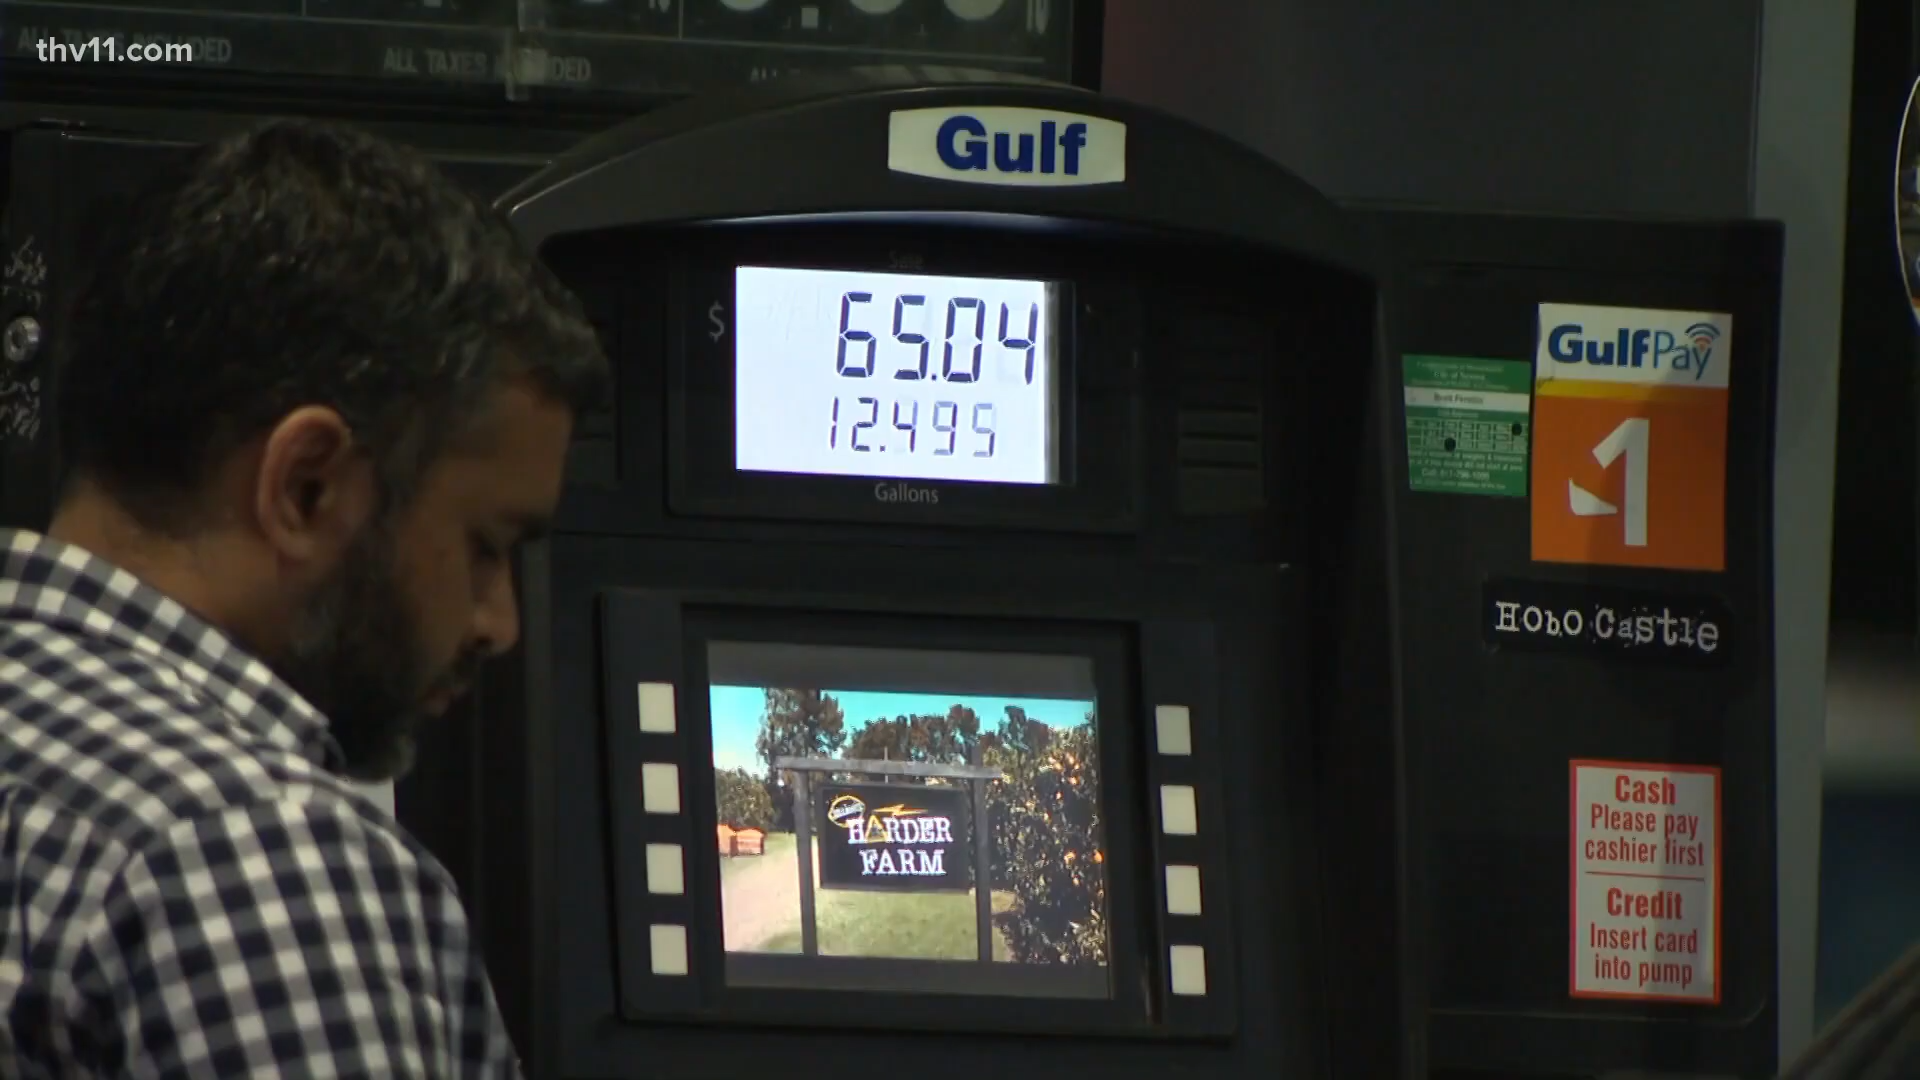 thv11.com
ALL TAXES INCLUDED
Gulf
Sale
$ 65.04
12.495
Gallons
GulfPay
1
Hobo Castle
HARDER
FARM
Cash
Please pay
cashier first
Credit
Insert card
into pump